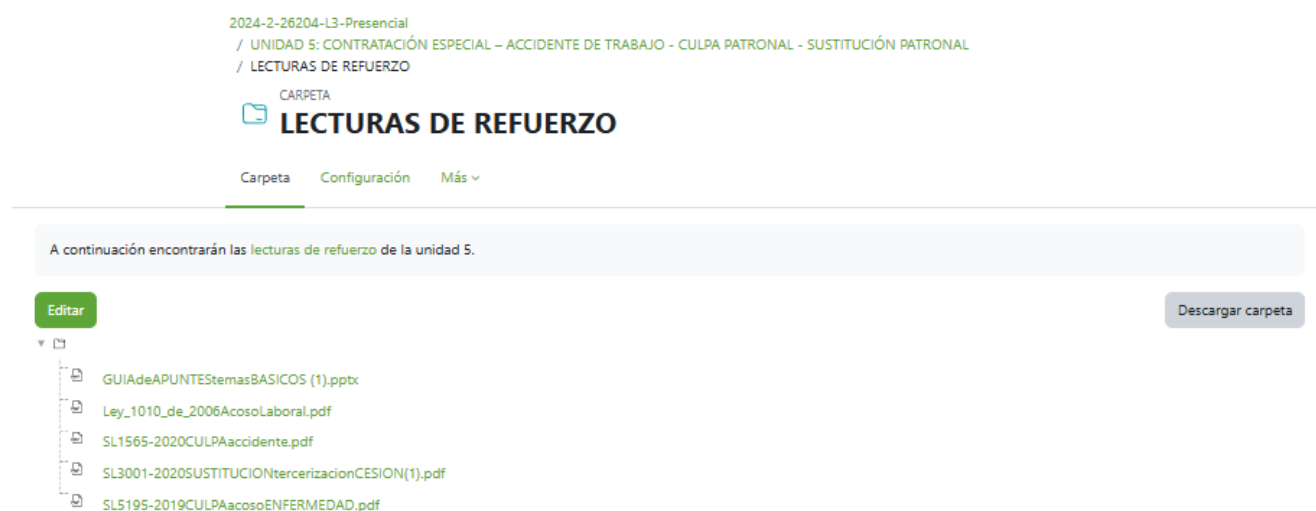 2024-2-26204-L3-Presencial
/ UNIDAD 5: CONTRATACIÓN ESPECIAL – ACCIDENTE DE TRABAJO - CULPA PATRONAL - SUSTITUCIÓN PATRONAL
/ LECTURAS DE REFUERZO
CARPETA
LECTURAS DE REFUERZO
Carpeta Configuración Más
A continuación encontrarán las lecturas de refuerzo de la unidad 5.
Editar Descargar carpeta
GUIAdeAPUNTEStemasBASICOS (1).pptx
Ley_1010_de_2006AcosoLaboral.pdf
SL1565-2020CULPAaccidente.pdf
SL3001-2020SUSTITUCIONtercerizacionCESION(1).pdf
SL5195-2019CULPAacosoENFERMEDAD.pdf